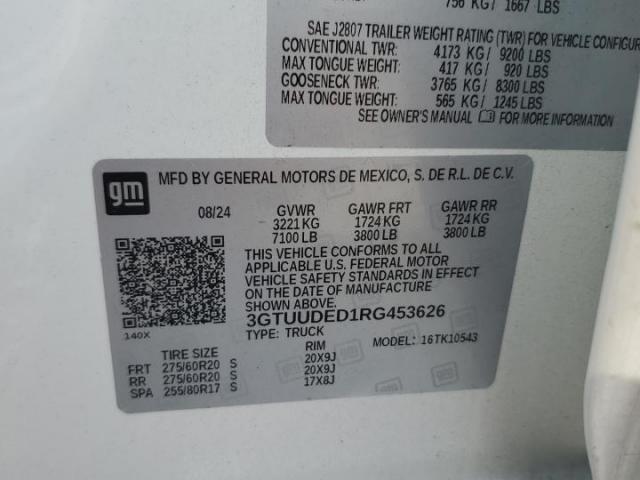 756 KG / 1667 LBS
SAE J2807 TRAILER WEIGHT RATING (TWR) FOR VEHICLE CONFIGUR
CONVENTIONAL TWR: 4173 KG / 9200 LBS
MAX TONGUE WEIGHT: 417 KG / 920 LBS
GOOSENECK TWR: 3765 KG / 8300 LBS
MAX TONGUE WEIGHT: 565 KG / 1245 LBS
SEE OWNER'S MANUAL FOR MORE INFORMATION
gm
MFD BY GENERAL MOTORS DE MEXICO, S. DE R.L. DE C.V.
08/24 GVWR GAWR FRT GAWR RR
3221 KG 1724 KG 1724 KG
7100 LB 3800 LB 3800 LB
THIS VEHICLE CONFORMS TO ALL
APPLICABLE U.S. FEDERAL MOTOR
VEHICLE SAFETY STANDARDS IN EFFECT
ON THE DATE OF MANUFACTURE
SHOWN ABOVE.
3GTUUDED1RG453626
140X
TYPE: TRUCK MODEL: 16TK10543
TIRE SIZE RIM
FRT 275/60R20 S 20X9J
RR 275/60R20 S 20X9J
SPA 255/80R17 S 17X8J